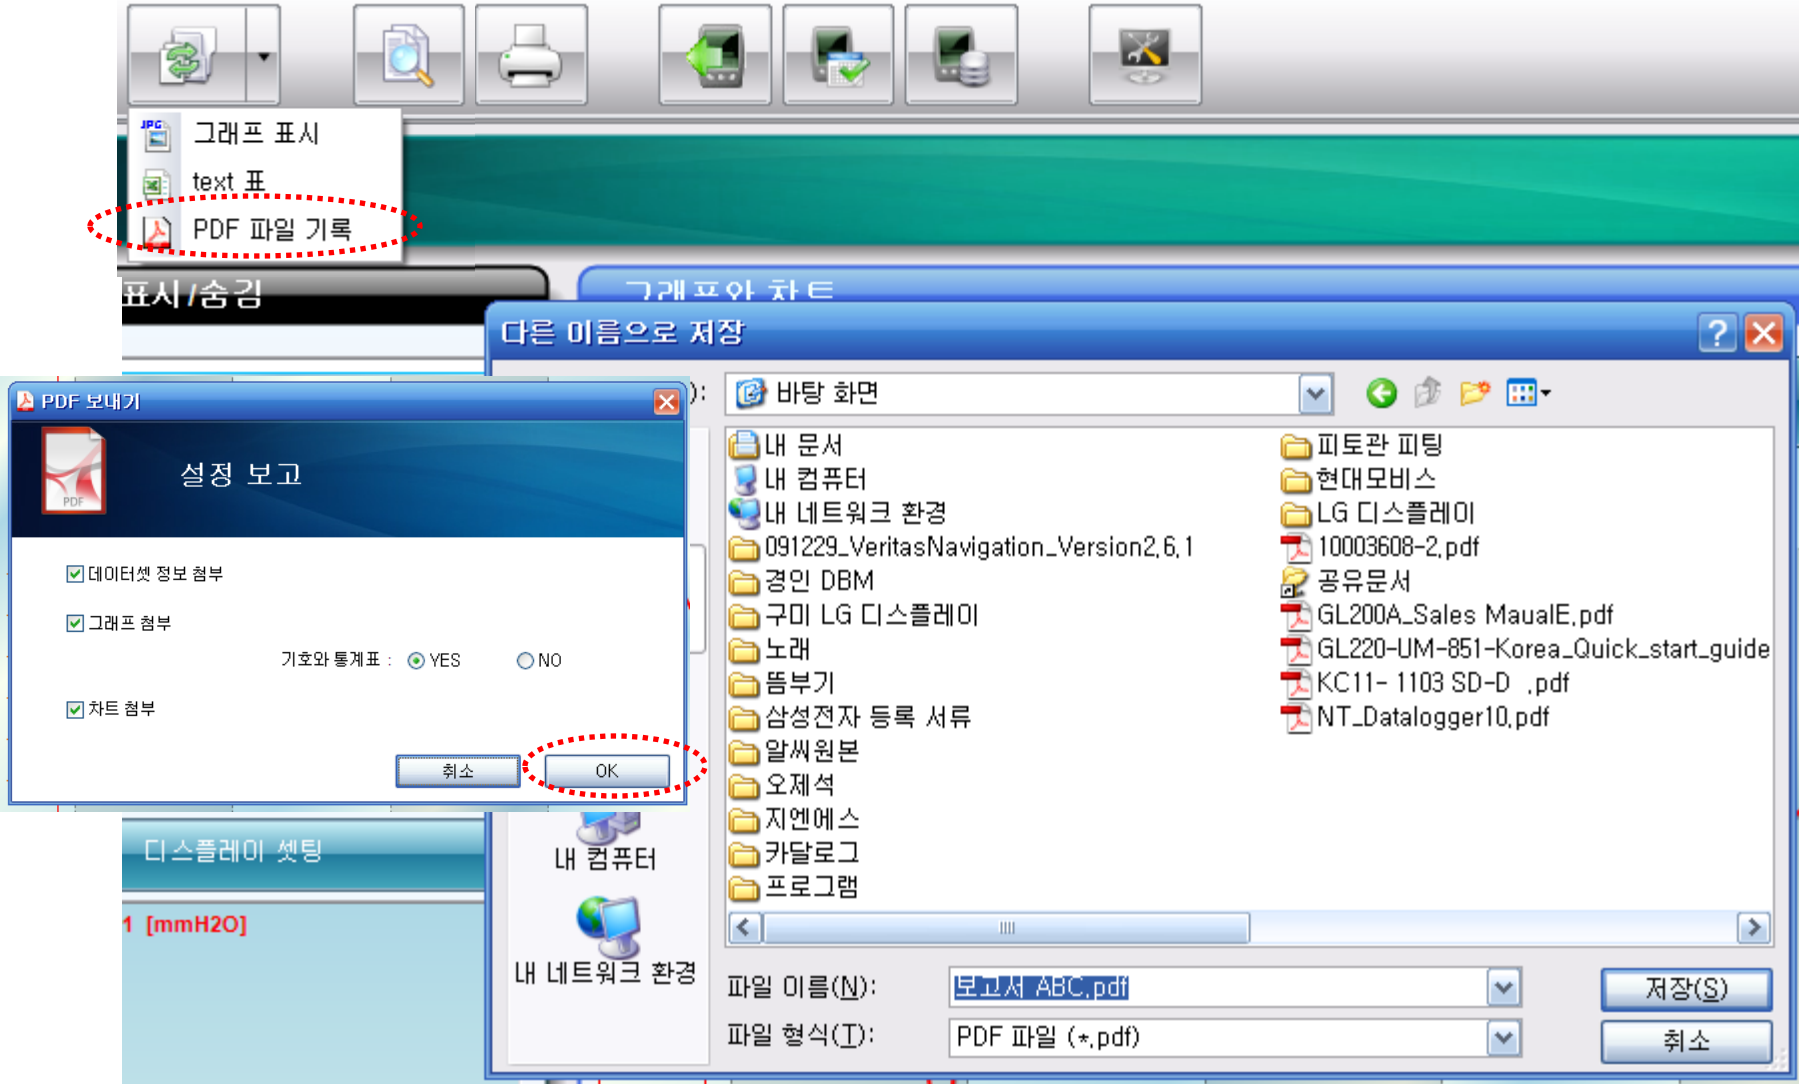 JPG
그래프 표시
text 표
PDF 파일 기록
표시/숨김
그래프와 차트
다른 이름으로 저장
):
바탕 화면
PDF 보내기
PDF
설정 보고
데이터셋 정보 첨부
그래프 첨부
기호와 통계표 : YES NO
차트 첨부
취소
OK
내 문서
내 컴퓨터
내 네트워크 환경
091229_VeritasNavigation_Version2.6.1
경인 DBM
구미 LG 디스플레이
노래
뜸부기
삼성전자 등록 서류
알씨원본
오제석
지엔에스
카달로그
프로그램
피토관 피팅
현대모비스
LG 디스플레이
10003608-2.pdf
공유문서
GL200A_Sales MaualE.pdf
GL220-UM-851-Korea_Quick_start_guide
KC11- 1103 SD-D .pdf
NT_Datalogger10.pdf
내 컴퓨터
내 네트워크 환경
디스플레이 셋팅
1 [mmH2O]
파일 이름(N):
보고서 ABC.pdf
저장(S)
파일 형식(T):
PDF 파일 (*.pdf)
취소